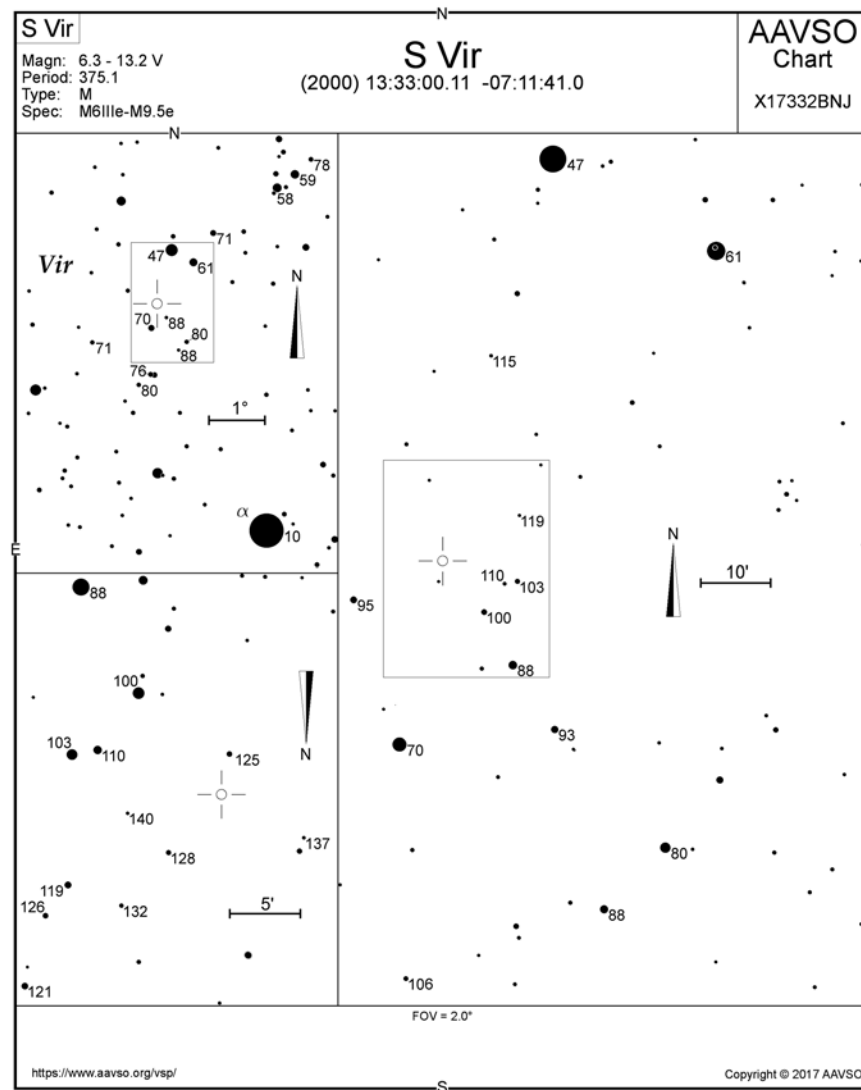 N
S Vir
Magn: 6.3 - 13.2 V
Period: 375.1
Type: M
Spec: M6IIIe-M9.5e
S Vir
(2000) 13:33:00.11 -07:11:41.0
AAVSO
Chart
X17332BNJ
N
78
59
58
71
47
61
Vir
N
70
88
80
71
88
76
80
1°
α
10
E
88
100
103
110
125
N
140
137
128
119
126
132
5'
121
47
61
115
119
N
110
103
10'
95
100
88
93
70
80
88
106
FOV = 2.0°
https://www.aavso.org/vsp/
Copyright © 2017 AAVSO
S